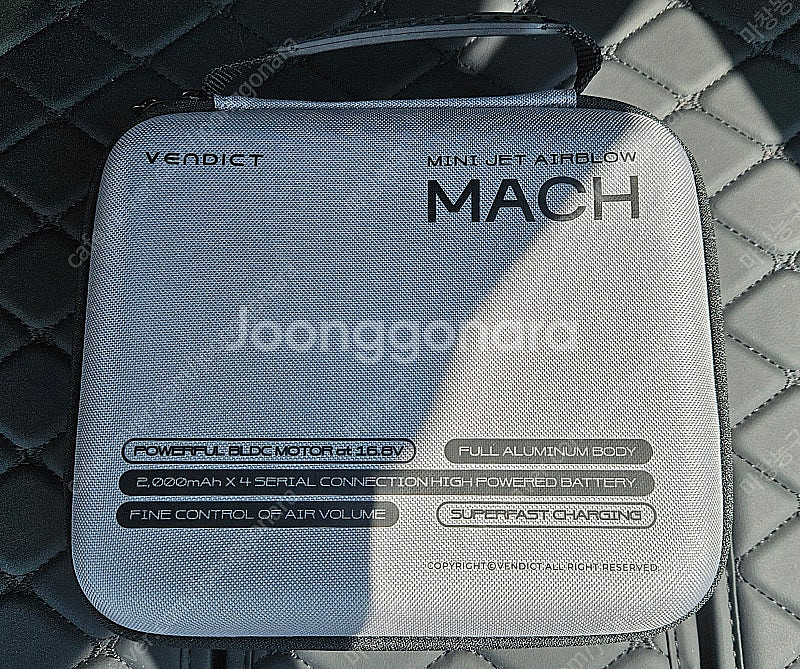 VENDICT
MINI JET AIRBLOW
MACH
Joonggonara
POWERFUL BLDC MOTOR at 16.8V
FULL ALUMINUM BODY
2,000mAh X 4 SERIAL CONNECTION HIGH POWERED BATTERY
FINE CONTROL OF AIR VOLUME
SUPERFAST CHARGING
COPYRIGHT©VENDICT.ALL RIGHT RESERVED.